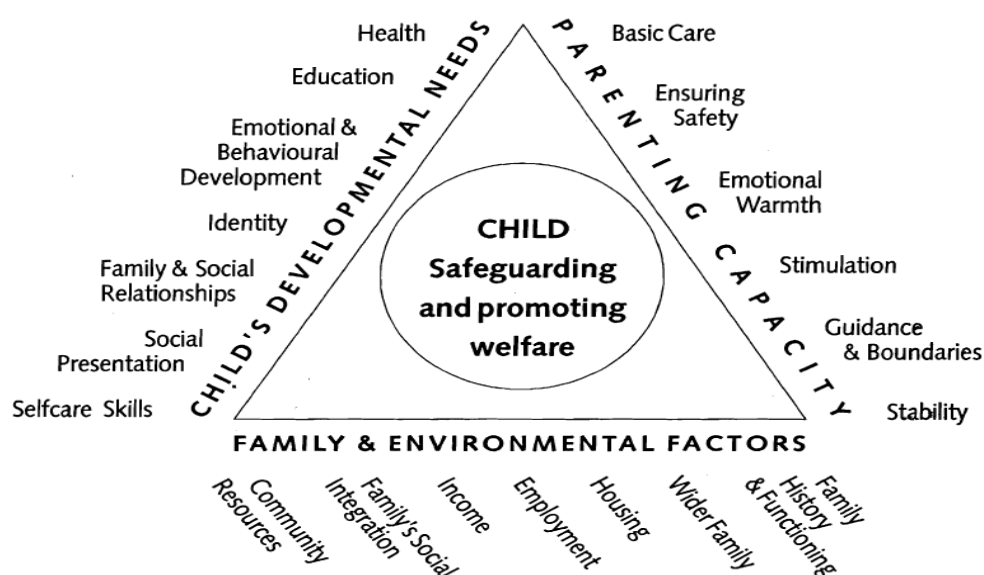 Health
Education
Emotional &
Behavioural
Development
Identity
Family & Social
Relationships
Social
Presentation
Selfcare Skills
CHILD'S DEVELOPMENTAL NEEDS
PARENTING CAPACITY
Basic Care
Ensuring
Safety
Emotional
Warmth
Stimulation
Guidance
& Boundaries
Stability
CHILD
Safeguarding
and promoting
welfare
FAMILY & ENVIRONMENTAL FACTORS
Community
Resources
Family's Social
Integration
Income
Employment
Housing
Wider Family
Family
History
& Functioning